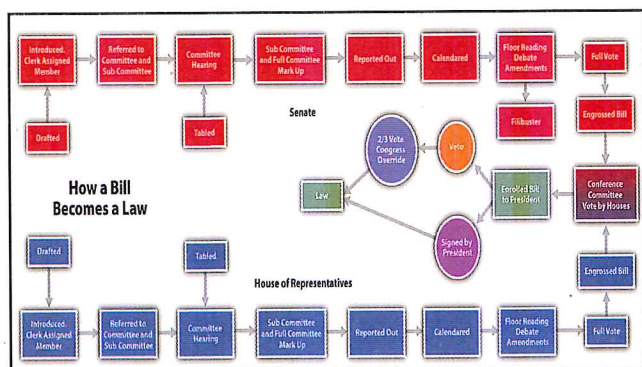 Introduced.
Clerk Assigned
Member
Referred to
Committee and
Sub Committee
Committee
Hearing
Sub Committee
and Full Committee
Mark Up
Reported Out
Calendared
Floor Reading
Debate
Amendments
Full Vote
Drafted
Tabled
Senate
Filibuster
Engrossed Bill
2/3 Vote
Congress
Override
Veto
How a Bill
Becomes a Law
Law
Enrolled Bill
to President
Conference
Committee
Vote by Houses
Signed by
President
Drafted
Tabled
House of Representatives
Engrossed Bill
Introduced.
Clerk Assigned
Member
Referred to
Committee and
Sub Committee
Committee
Hearing
Sub Committee
and Full Committee
Mark Up
Reported Out
Calendared
Floor Reading
Debate
Amendments
Full Vote